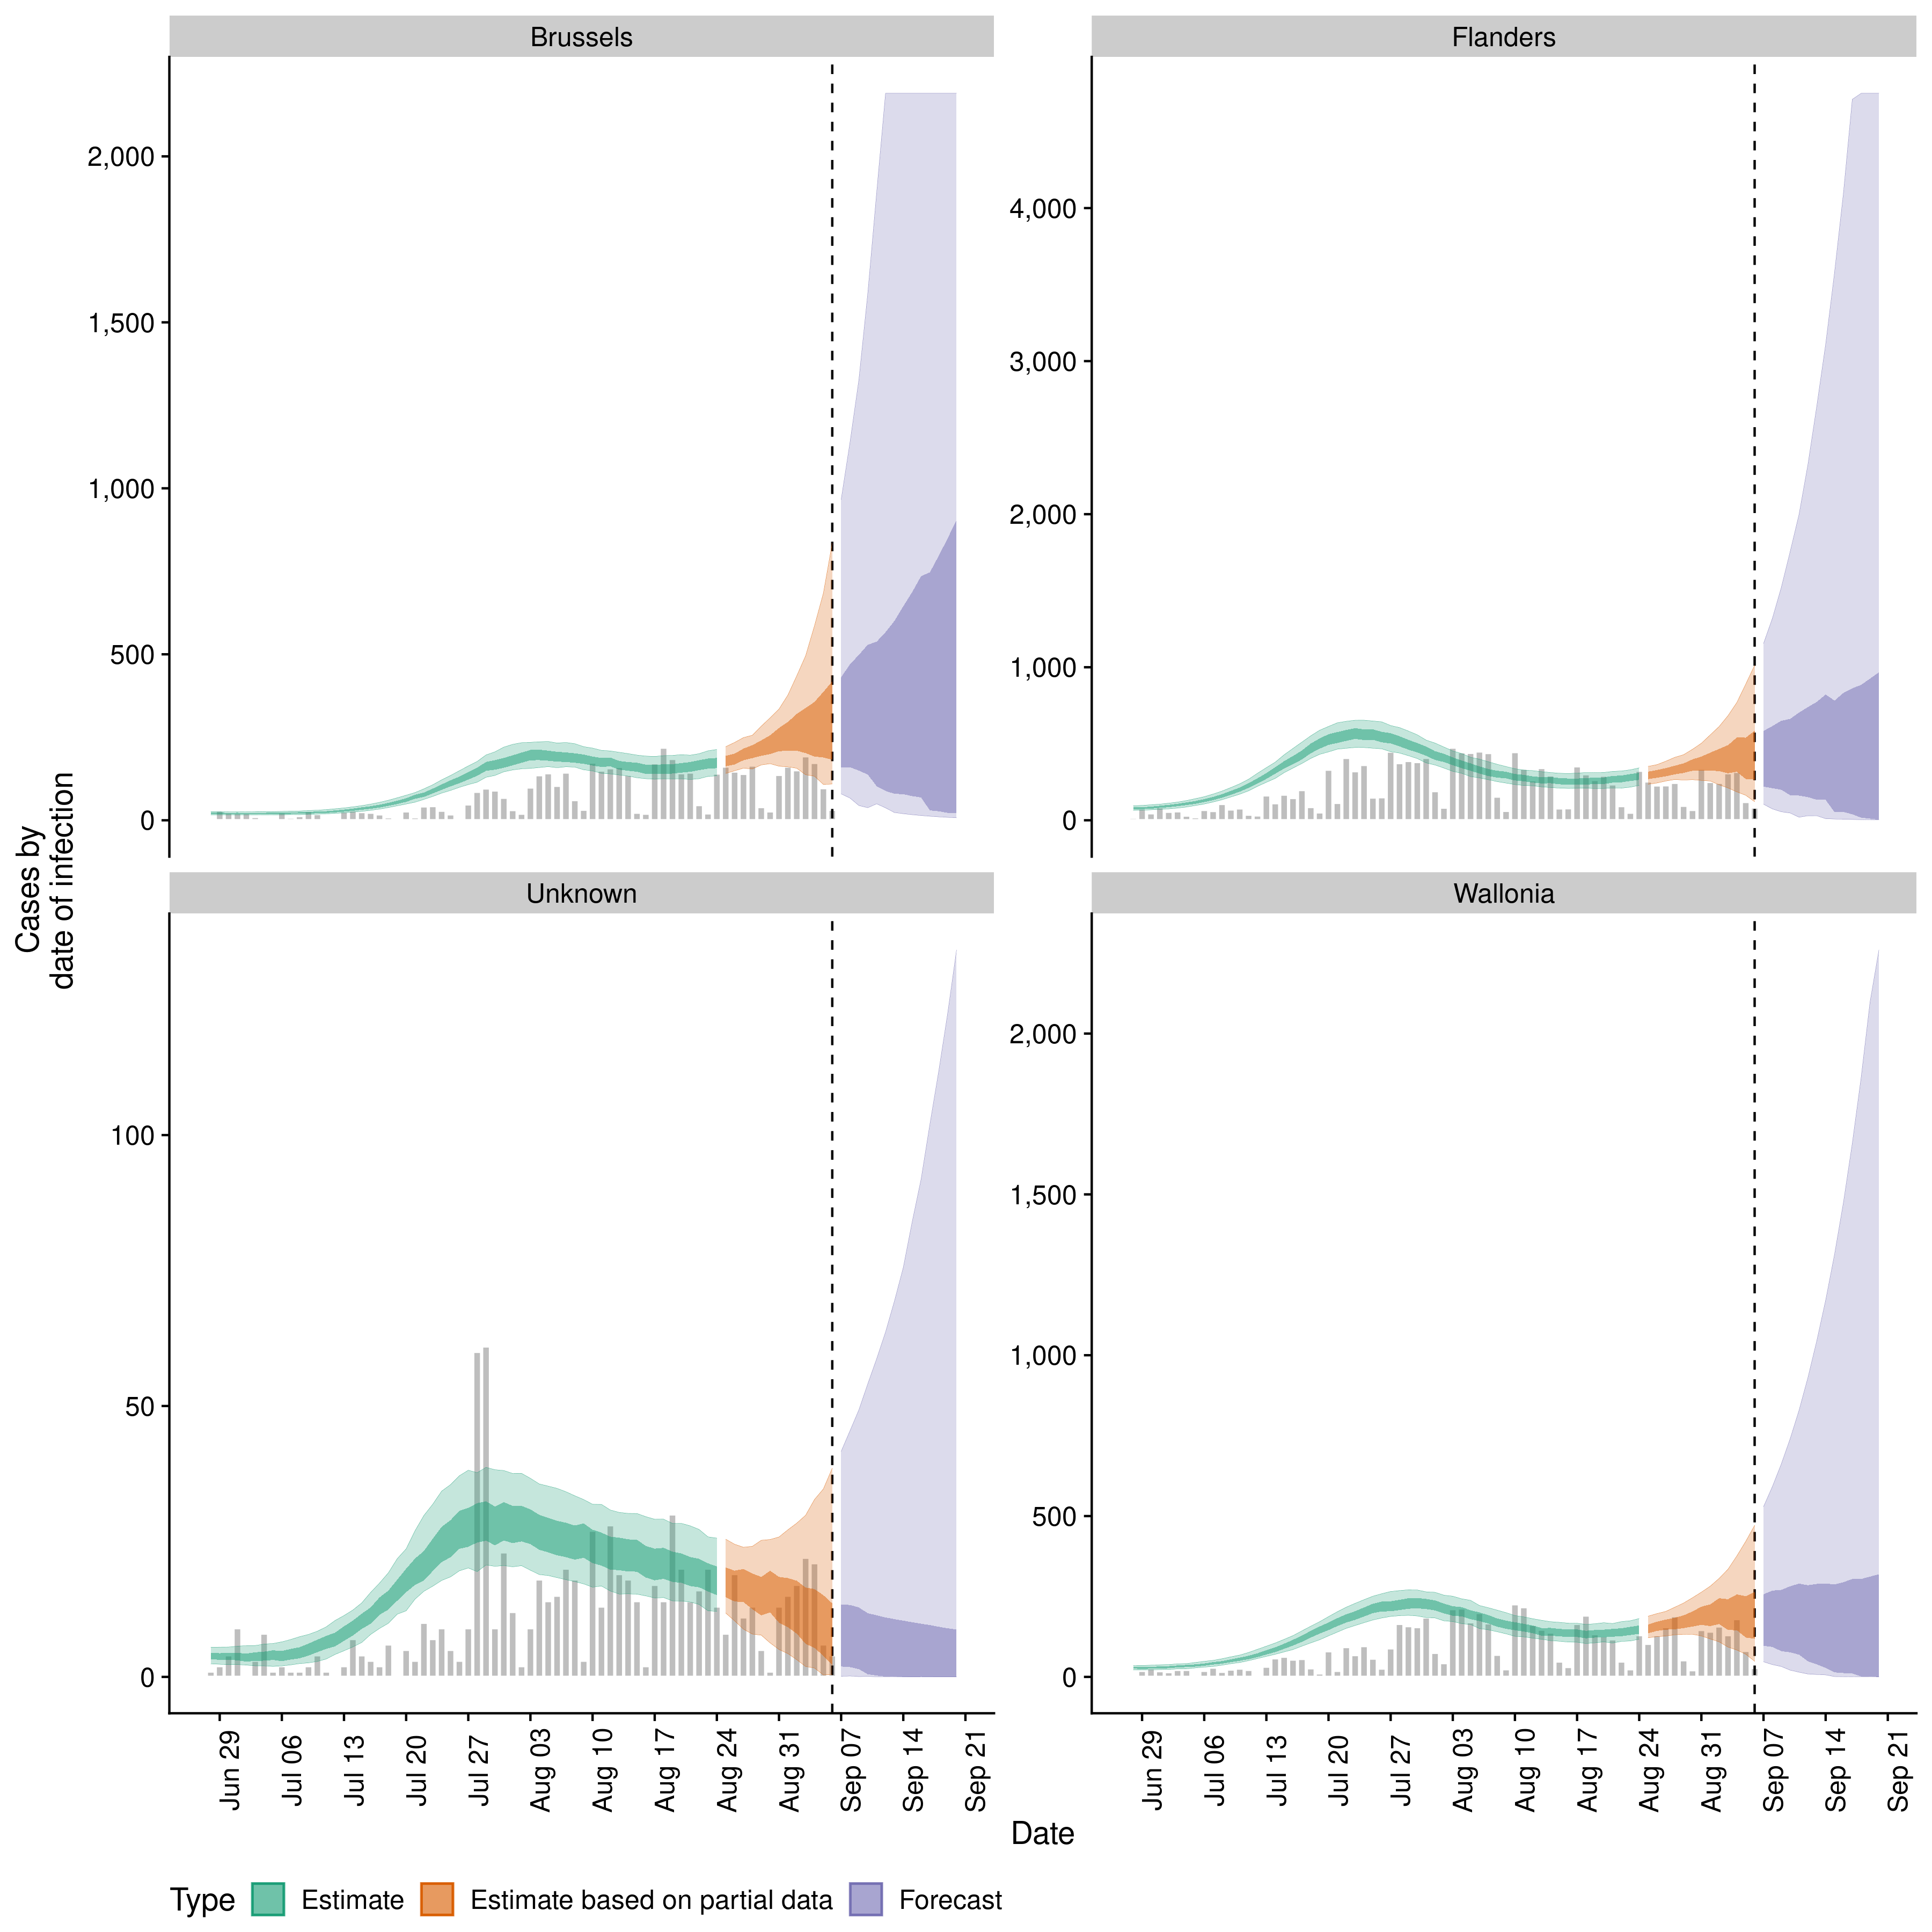 Brussels
Flanders
2,000
1,500
1,000
500
0
4,000
3,000
2,000
1,000
0
Cases by
date of infection
Unknown
Wallonia
100
50
0
2,000
1,500
1,000
500
0
Jun 29
Jul 06
Jul 13
Jul 20
Jul 27
Aug 03
Aug 10
Aug 17
Aug 24
Aug 31
Sep 07
Sep 14
Sep 21
Jun 29
Jul 06
Jul 13
Jul 20
Jul 27
Aug 03
Aug 10
Aug 17
Aug 24
Aug 31
Sep 07
Sep 14
Sep 21
Date
Type Estimate Estimate based on partial data Forecast